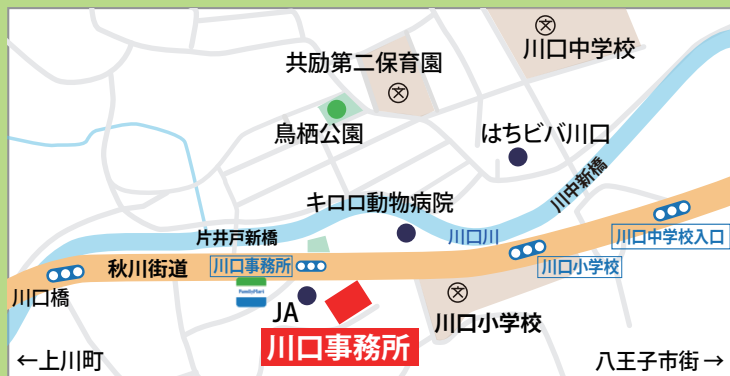 川口中学校
共励第二保育園
鳥栖公園
はちビバ川口
川中新橋
キロロ動物病院
片井戸新橋
川口川
川口中学校入口
秋川街道
川口事務所
川口小学校
川口橋
FamilyMart
JA
川口小学校
川口事務所
←上川町
八王子市街→